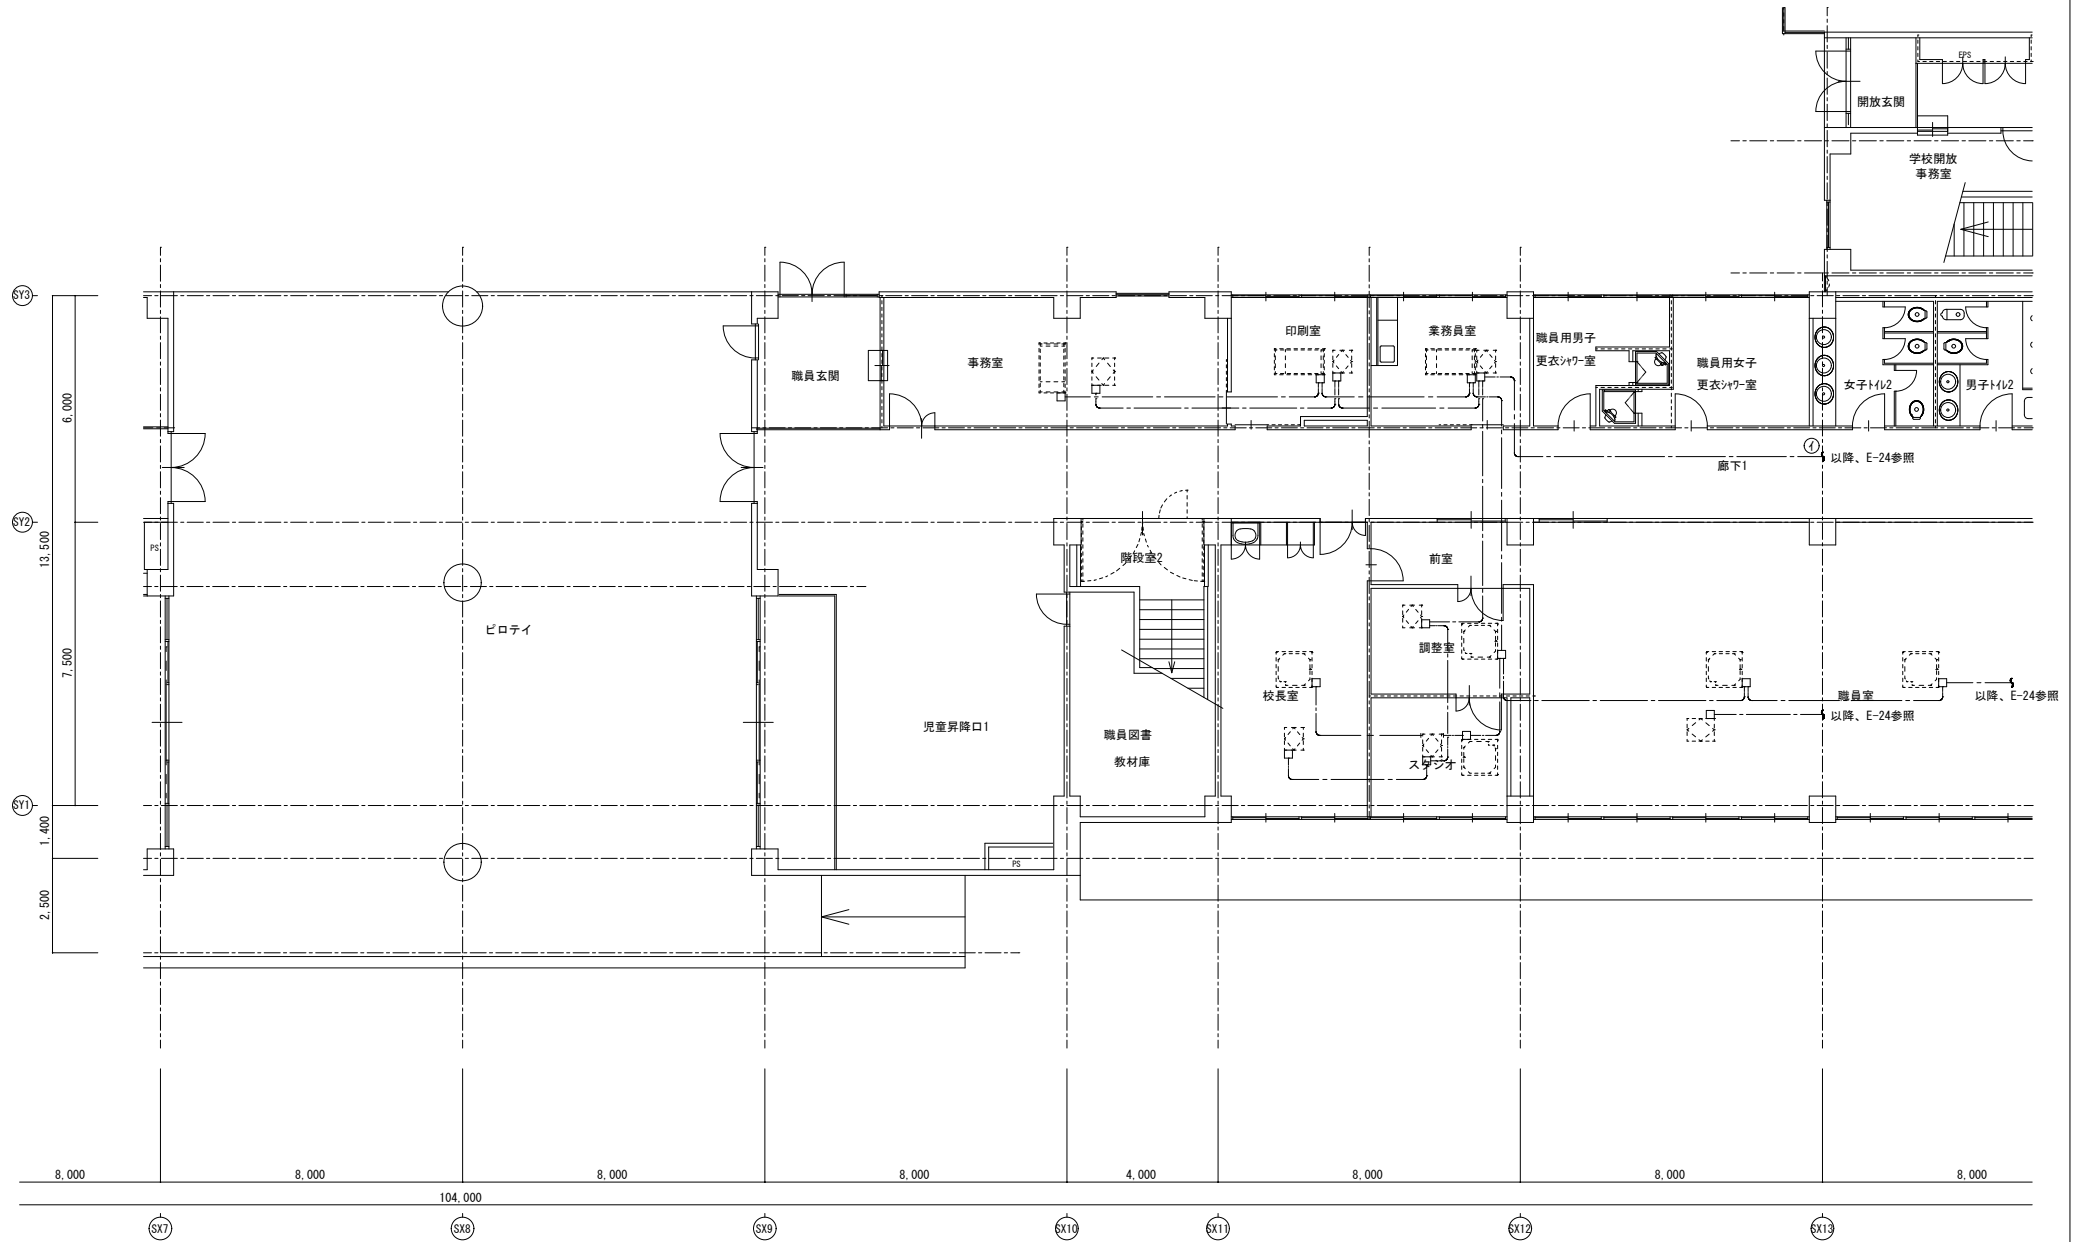 EPS
開放玄関
学校開放
事務室
SY3
6,000
職員玄関
事務室
印刷室
業務員室
職員用男子
更衣ｼｬﾜｰ室
職員用女子
更衣ｼｬﾜｰ室
女子ﾄｲﾚ2
男子ﾄｲﾚ2
イ
以降、E-24参照
廊下1
SY2
13,500
PS
階段室2
前室
ピロテイ
7,500
調整室
校長室
職員室
以降、E-24参照
以降、E-24参照
児童昇降口1
職員図書
教材庫
スタジオ
SY1
1,400
PS
2,500
8,000
8,000
8,000
8,000
4,000
8,000
8,000
8,000
104,000
SX7
SX8
SX9
SX10
SX11
SX12
SX13